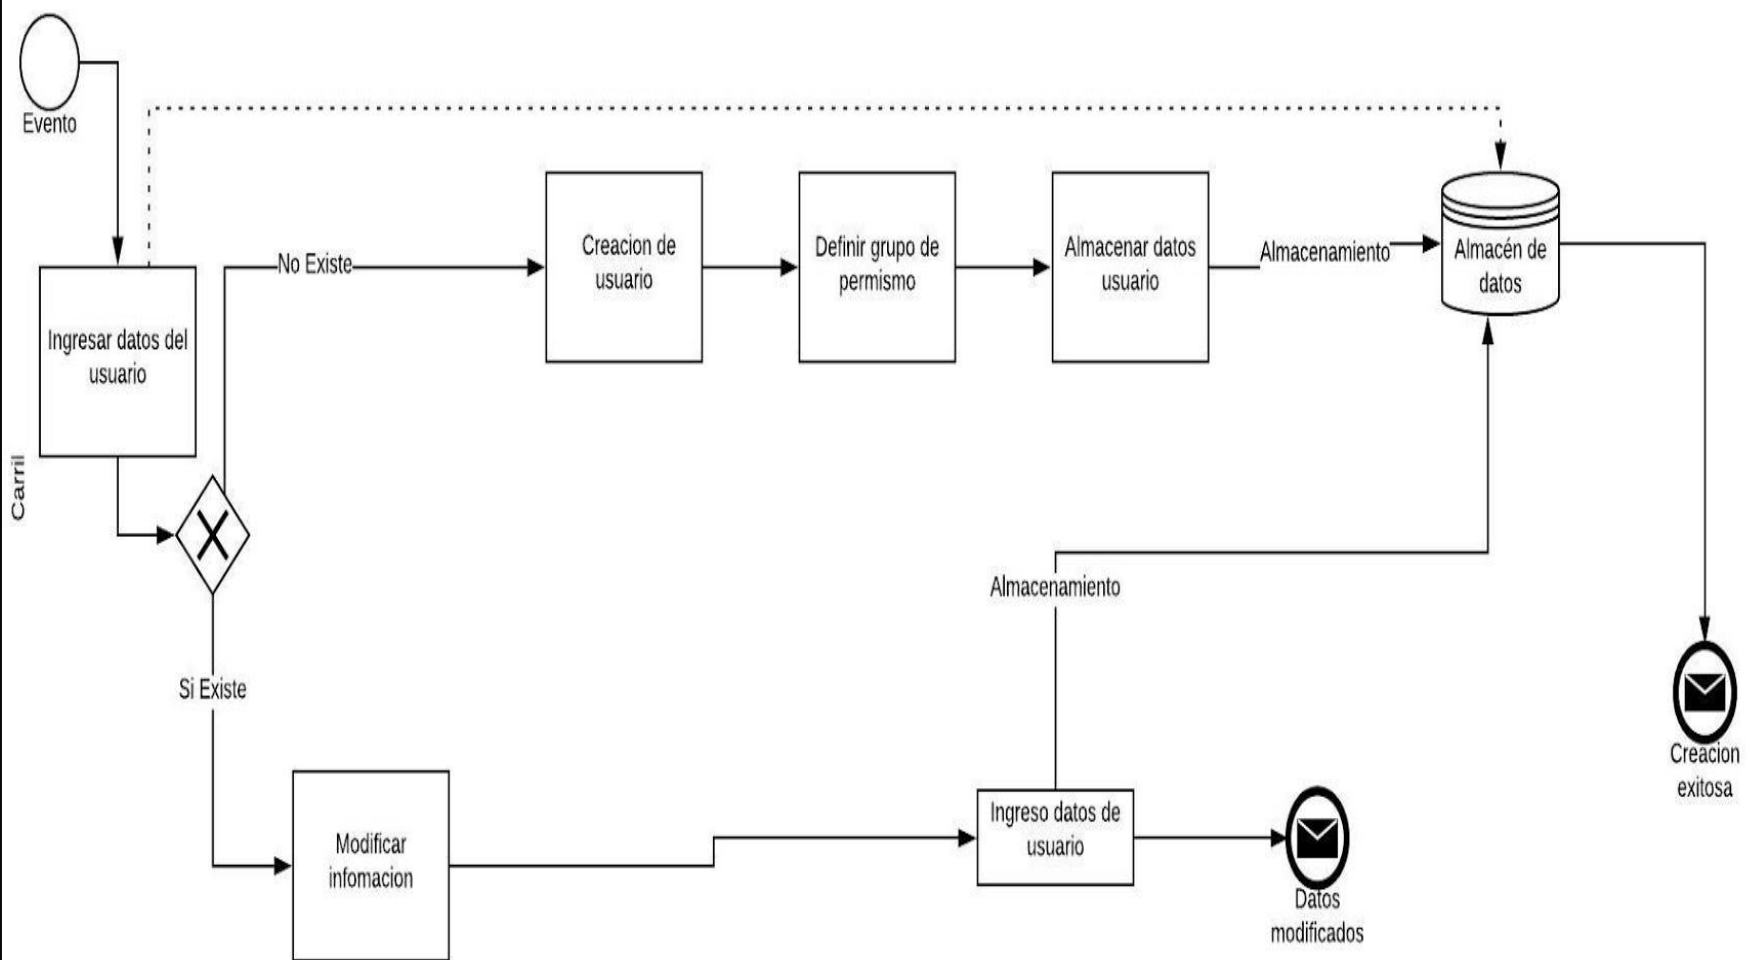 Evento
No Existe
Creacion de
usuario
Definir grupo de
permismo
Almacenar datos
usuario
Almacenamiento
Almacén de
datos
Ingresar datos del
usuario
Carril
Almacenamiento
Si Existe
Creacion
exitosa
Modificar
infomacion
Ingreso datos de
usuario
Datos
modificados